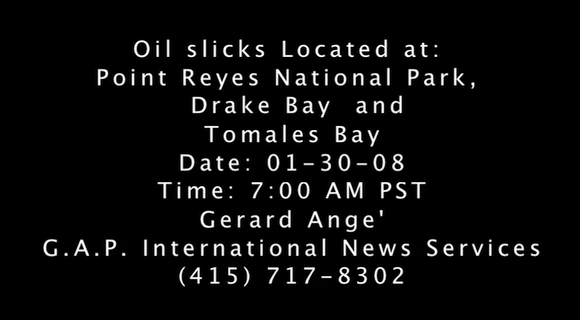 Oil slicks Located at:
Point Reyes National Park,
Drake Bay  and
Tomales Bay
Date: 01-30-08
Time: 7:00 AM PST
Gerard Ange'
G.A.P. International News Services
(415) 717-8302